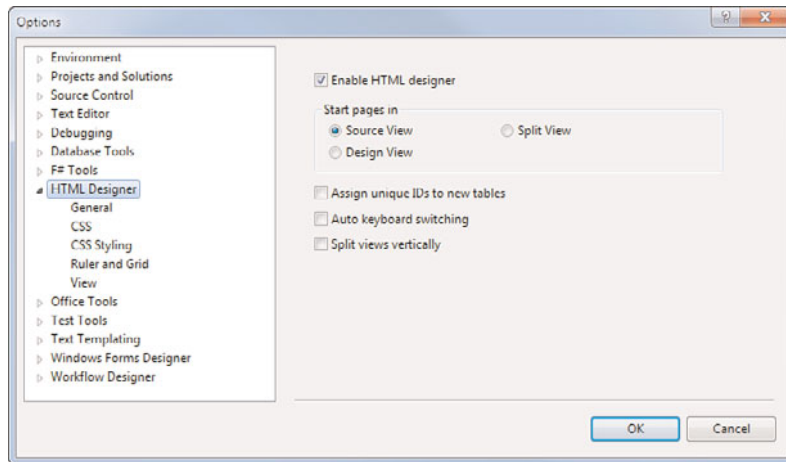 Options
Environment
Projects and Solutions
Source Control
Text Editor
Debugging
Database Tools
F# Tools
HTML Designer
General
CSS
CSS Styling
Ruler and Grid
View
Office Tools
Test Tools
Text Templating
Windows Forms Designer
Workflow Designer
Enable HTML designer
Start pages in
Source View Split View
Design View
Assign unique IDs to new tables
Auto keyboard switching
Split views vertically
OK Cancel